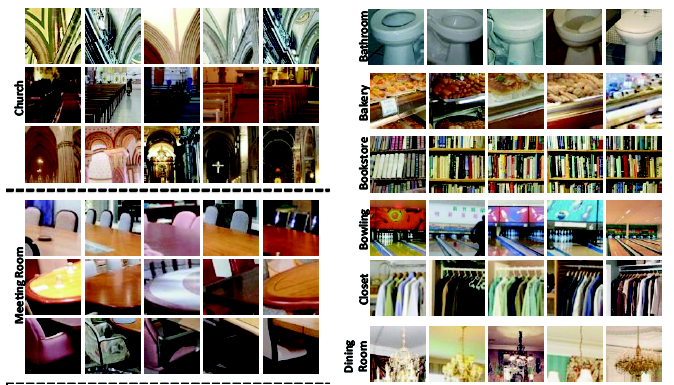 Church
Meeting Room
Bathroom
Bakery
Bookstore
Bowling
Closet
Dining
Room